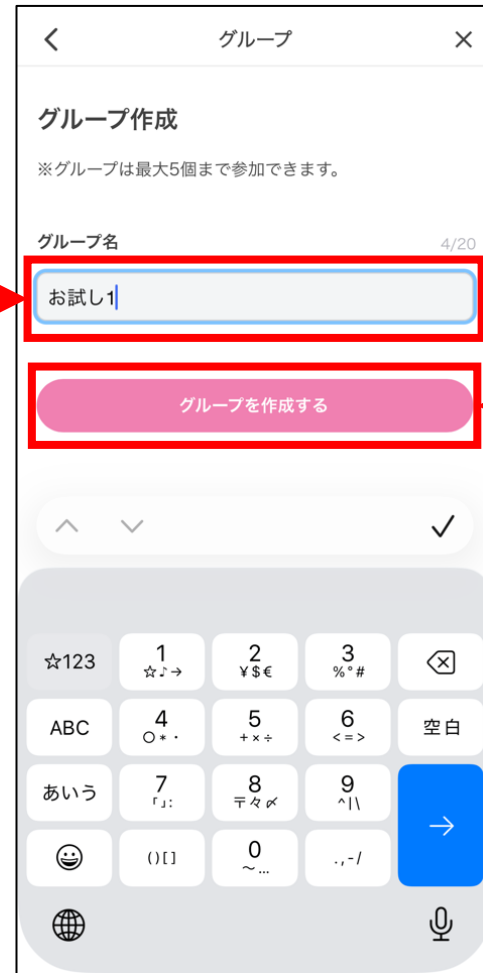 グループ
グループ作成
※グループは最大5個まで参加できます。
グループ名 4/20
お試し1
グループを作成する
☆123 1 2 3
☆♪→ ¥$€ %°#
ABC 4 5 6 空白
○*・ +×÷ <=>
あいう 7 8 9 →
「」: 〒々〆 ^|\
()[] 0 .,-/
～…